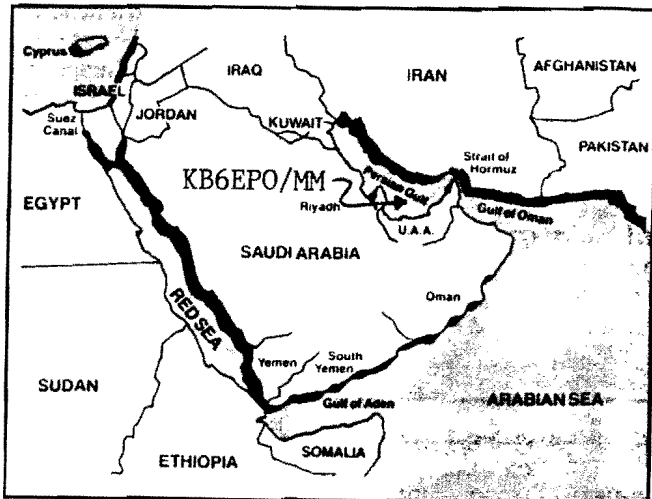 Cyprus
ISRAEL
Suez
Canal
JORDAN
IRAQ
IRAN
AFGHANISTAN
KUWAIT
PAKISTAN
Strait of
Hormuz
Persian Gulf
KB6EPO/MM
Riyadh
EGYPT
U.A.A.
Gulf of Oman
SAUDI ARABIA
RED SEA
Oman
Yemen
South
Yemen
SUDAN
Gulf of Aden
ARABIAN SEA
ETHIOPIA
SOMALIA